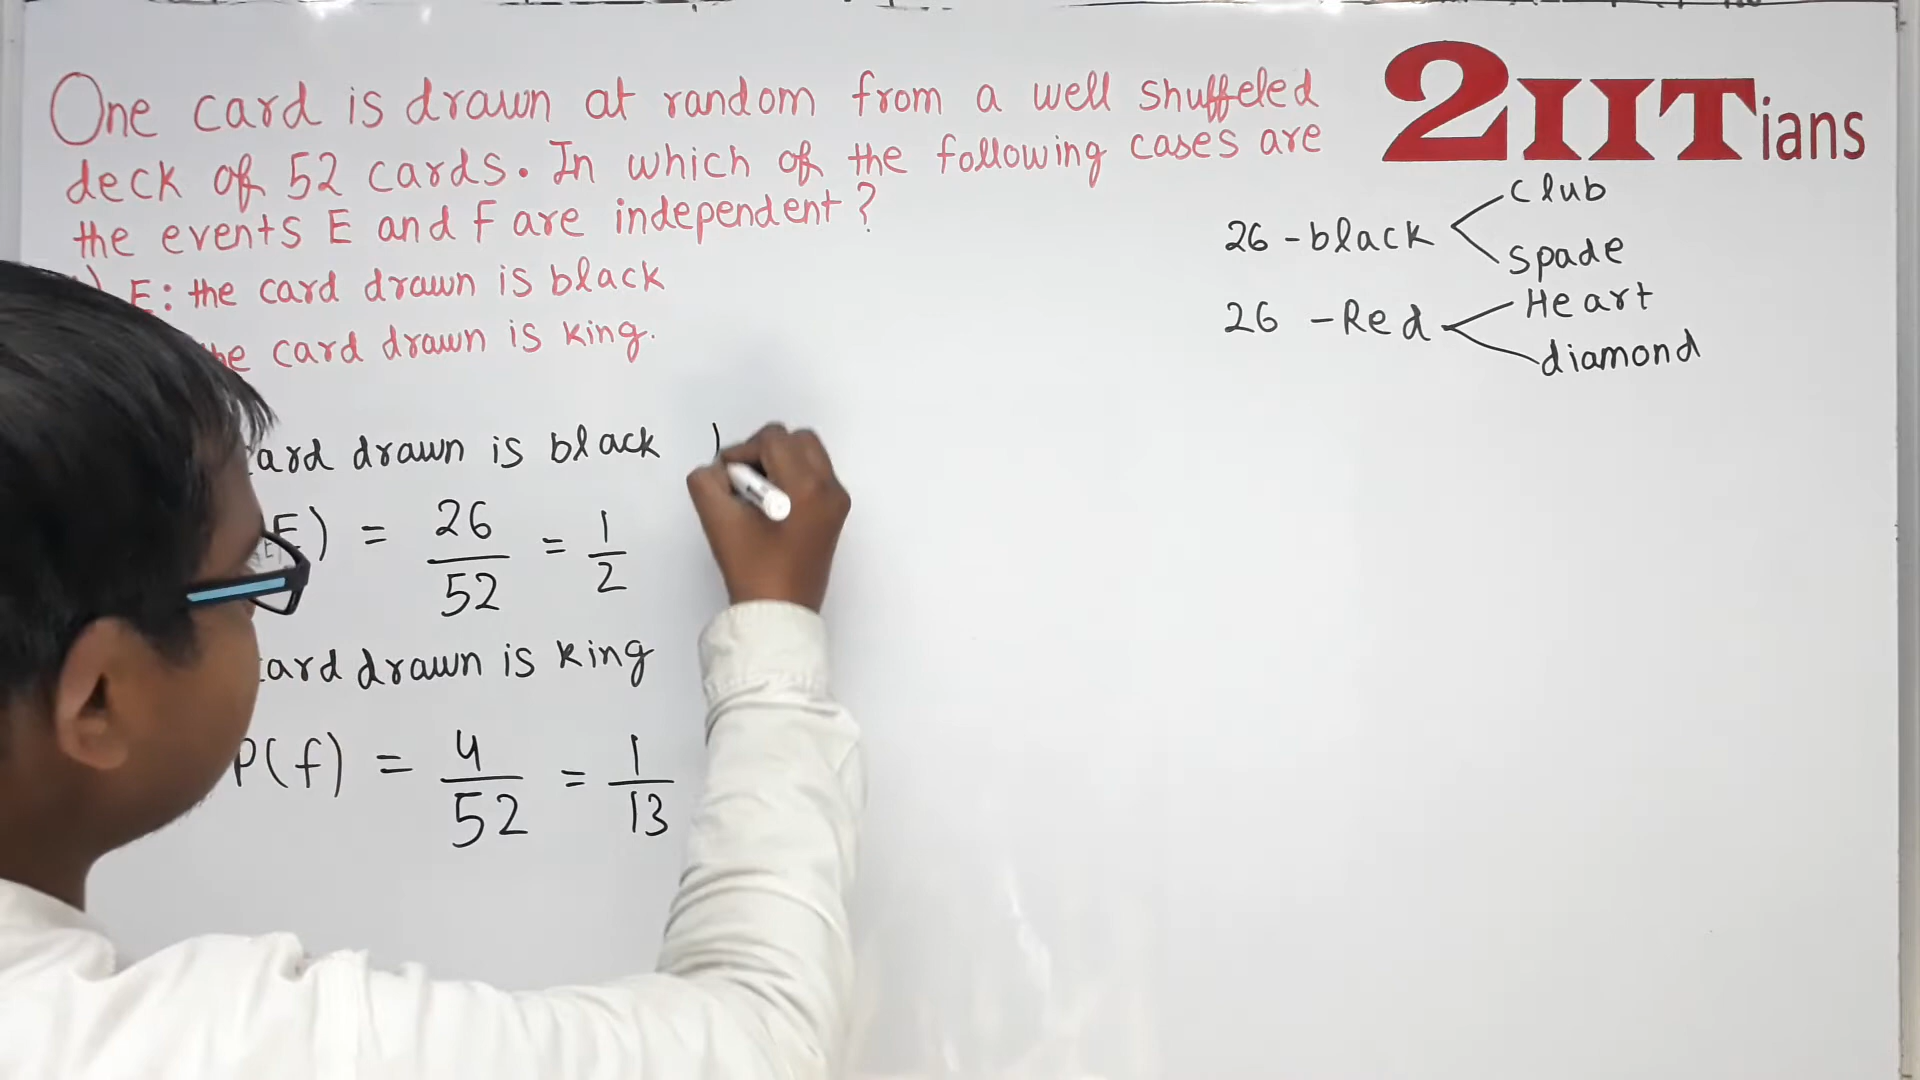 One card is drawn at random from a well shuffeled
deck of 52 cards. In which of the following cases are
the events E and F are independent?
E: the card drawn is black
card drawn is king.
2IITians
26 - black
club
spade
26 - Red
Heart
diamond
card drawn is black
E) = 26/52 = 1/2
card drawn is king
P(f) = 4/52 = 1/13